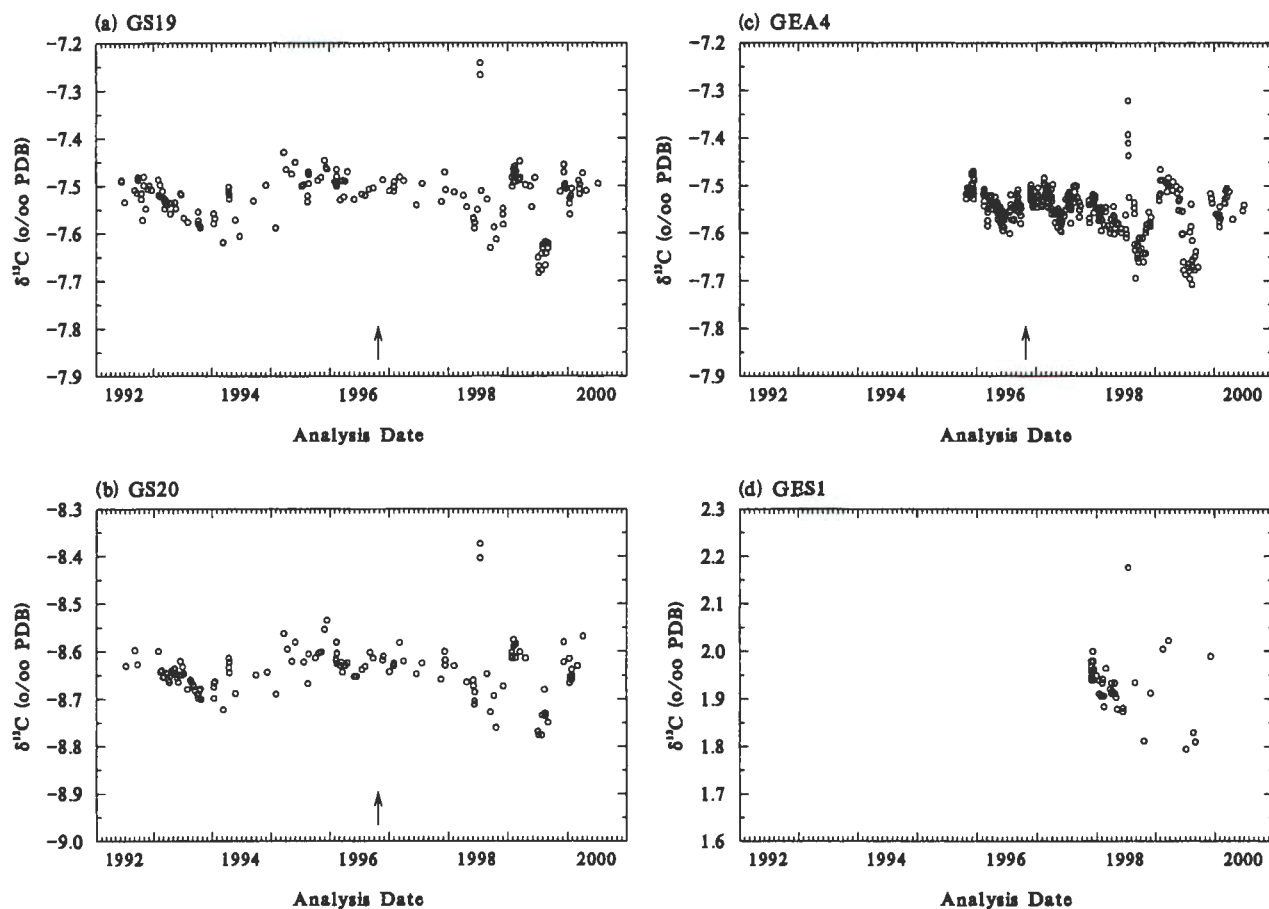 (a) GS19
−7.2
−7.3
−7.4
−7.5
−7.6
−7.7
−7.8
−7.9
δ¹³C (o/oo PDB)
1992 1994 1996 1998 2000
Analysis Date
(c) GEA4
−7.2
−7.3
−7.4
−7.5
−7.6
−7.7
−7.8
−7.9
δ¹³C (o/oo PDB)
1992 1994 1996 1998 2000
Analysis Date
(b) GS20
−8.3
−8.4
−8.5
−8.6
−8.7
−8.8
−8.9
−9.0
δ¹³C (o/oo PDB)
1992 1994 1996 1998 2000
Analysis Date
(d) GES1
2.3
2.2
2.1
2.0
1.9
1.8
1.7
1.6
δ¹³C (o/oo PDB)
1992 1994 1996 1998 2000
Analysis Date